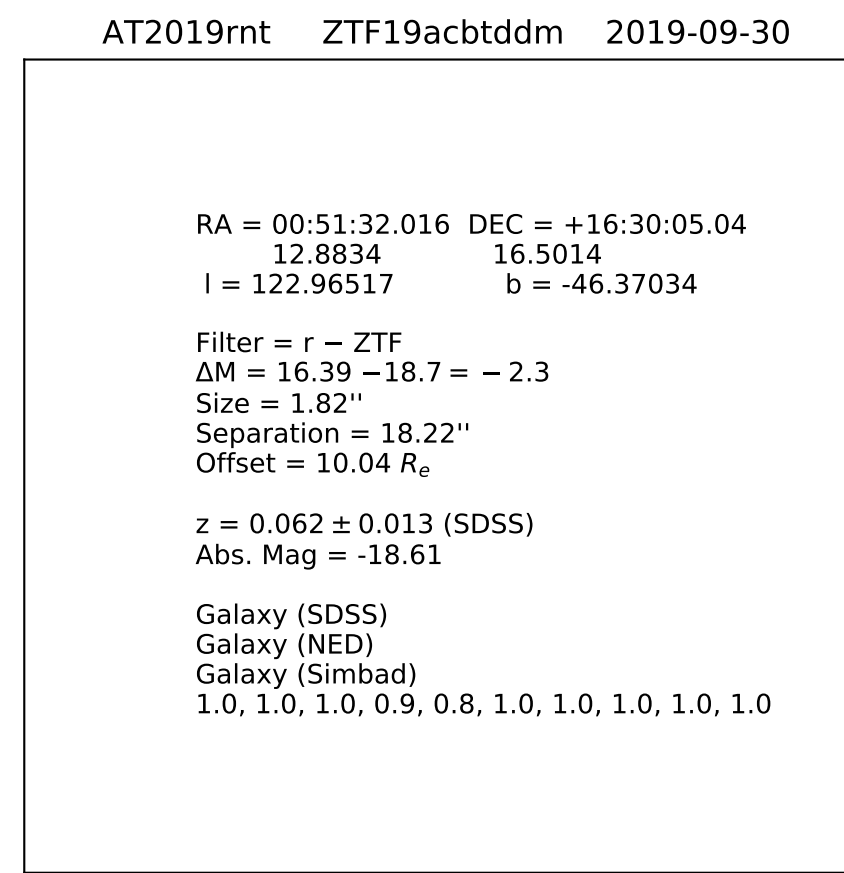 AT2019rnt ZTF19acbtddm 2019-09-30
RA = 00:51:32.016 DEC = +16:30:05.04
12.8834 16.5014
l = 122.96517 b = -46.37034
Filter = r − ZTF
ΔM = 16.39 −18.7 = − 2.3
Size = 1.82''
Separation = 18.22''
Offset = 10.04 Rₑ
z = 0.062 ± 0.013 (SDSS)
Abs. Mag = -18.61
Galaxy (SDSS)
Galaxy (NED)
Galaxy (Simbad)
1.0, 1.0, 1.0, 0.9, 0.8, 1.0, 1.0, 1.0, 1.0, 1.0